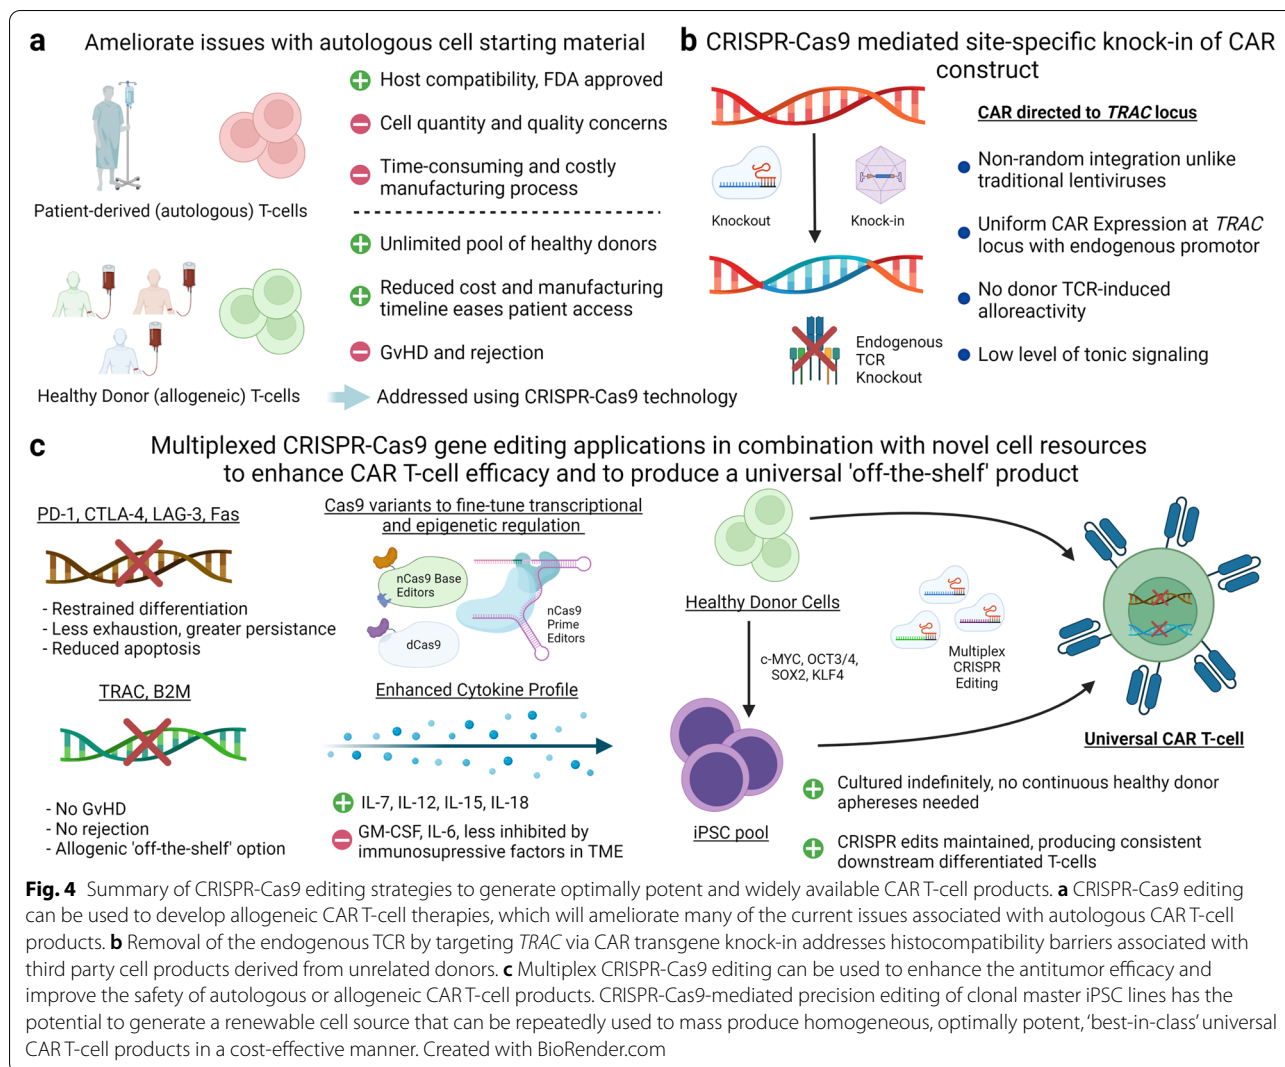 a Ameliorate issues with autologous cell starting material
Patient-derived (autologous) T-cells
Host compatibility, FDA approved
Cell quantity and quality concerns
Time-consuming and costly
manufacturing process
Unlimited pool of healthy donors
Reduced cost and manufacturing
timeline eases patient access
GvHD and rejection
Healthy Donor (allogeneic) T-cells
Addressed using CRISPR-Cas9 technology
b CRISPR-Cas9 mediated site-specific knock-in of CAR
construct
Knockout
Knock-in
Endogenous
TCR
Knockout
CAR directed to TRAC locus
Non-random integration unlike
traditional lentiviruses
Uniform CAR Expression at TRAC
locus with endogenous promotor
No donor TCR-induced
alloreactivity
Low level of tonic signaling
c Multiplexed CRISPR-Cas9 gene editing applications in combination with novel cell resources
to enhance CAR T-cell efficacy and to produce a universal 'off-the-shelf' product
PD-1, CTLA-4, LAG-3, Fas
- Restrained differentiation
- Less exhaustion, greater persistance
- Reduced apoptosis
TRAC, B2M
- No GvHD
- No rejection
- Allogenic 'off-the-shelf' option
Cas9 variants to fine-tune transcriptional
and epigenetic regulation
nCas9 Base
Editors
dCas9
nCas9
Prime
Editors
Enhanced Cytokine Profile
IL-7, IL-12, IL-15, IL-18
GM-CSF, IL-6, less inhibited by
immunosupressive factors in TME
Healthy Donor Cells
c-MYC, OCT3/4,
SOX2, KLF4
iPSC pool
Multiplex
CRISPR
Editing
Universal CAR T-cell
Cultured indefinitely, no continuous healthy donor
aphereses needed
CRISPR edits maintained, producing consistent
downstream differentiated T-cells
Fig. 4 Summary of CRISPR-Cas9 editing strategies to generate optimally potent and widely available CAR T-cell products. a CRISPR-Cas9 editing
can be used to develop allogeneic CAR T-cell therapies, which will ameliorate many of the current issues associated with autologous CAR T-cell
products. b Removal of the endogenous TCR by targeting TRAC via CAR transgene knock-in addresses histocompatibility barriers associated with
third party cell products derived from unrelated donors. c Multiplex CRISPR-Cas9 editing can be used to enhance the antitumor efficacy and
improve the safety of autologous or allogeneic CAR T-cell products. CRISPR-Cas9-mediated precision editing of clonal master iPSC lines has the
potential to generate a renewable cell source that can be repeatedly used to mass produce homogeneous, optimally potent, 'best-in-class' universal
CAR T-cell products in a cost-effective manner. Created with BioRender.com